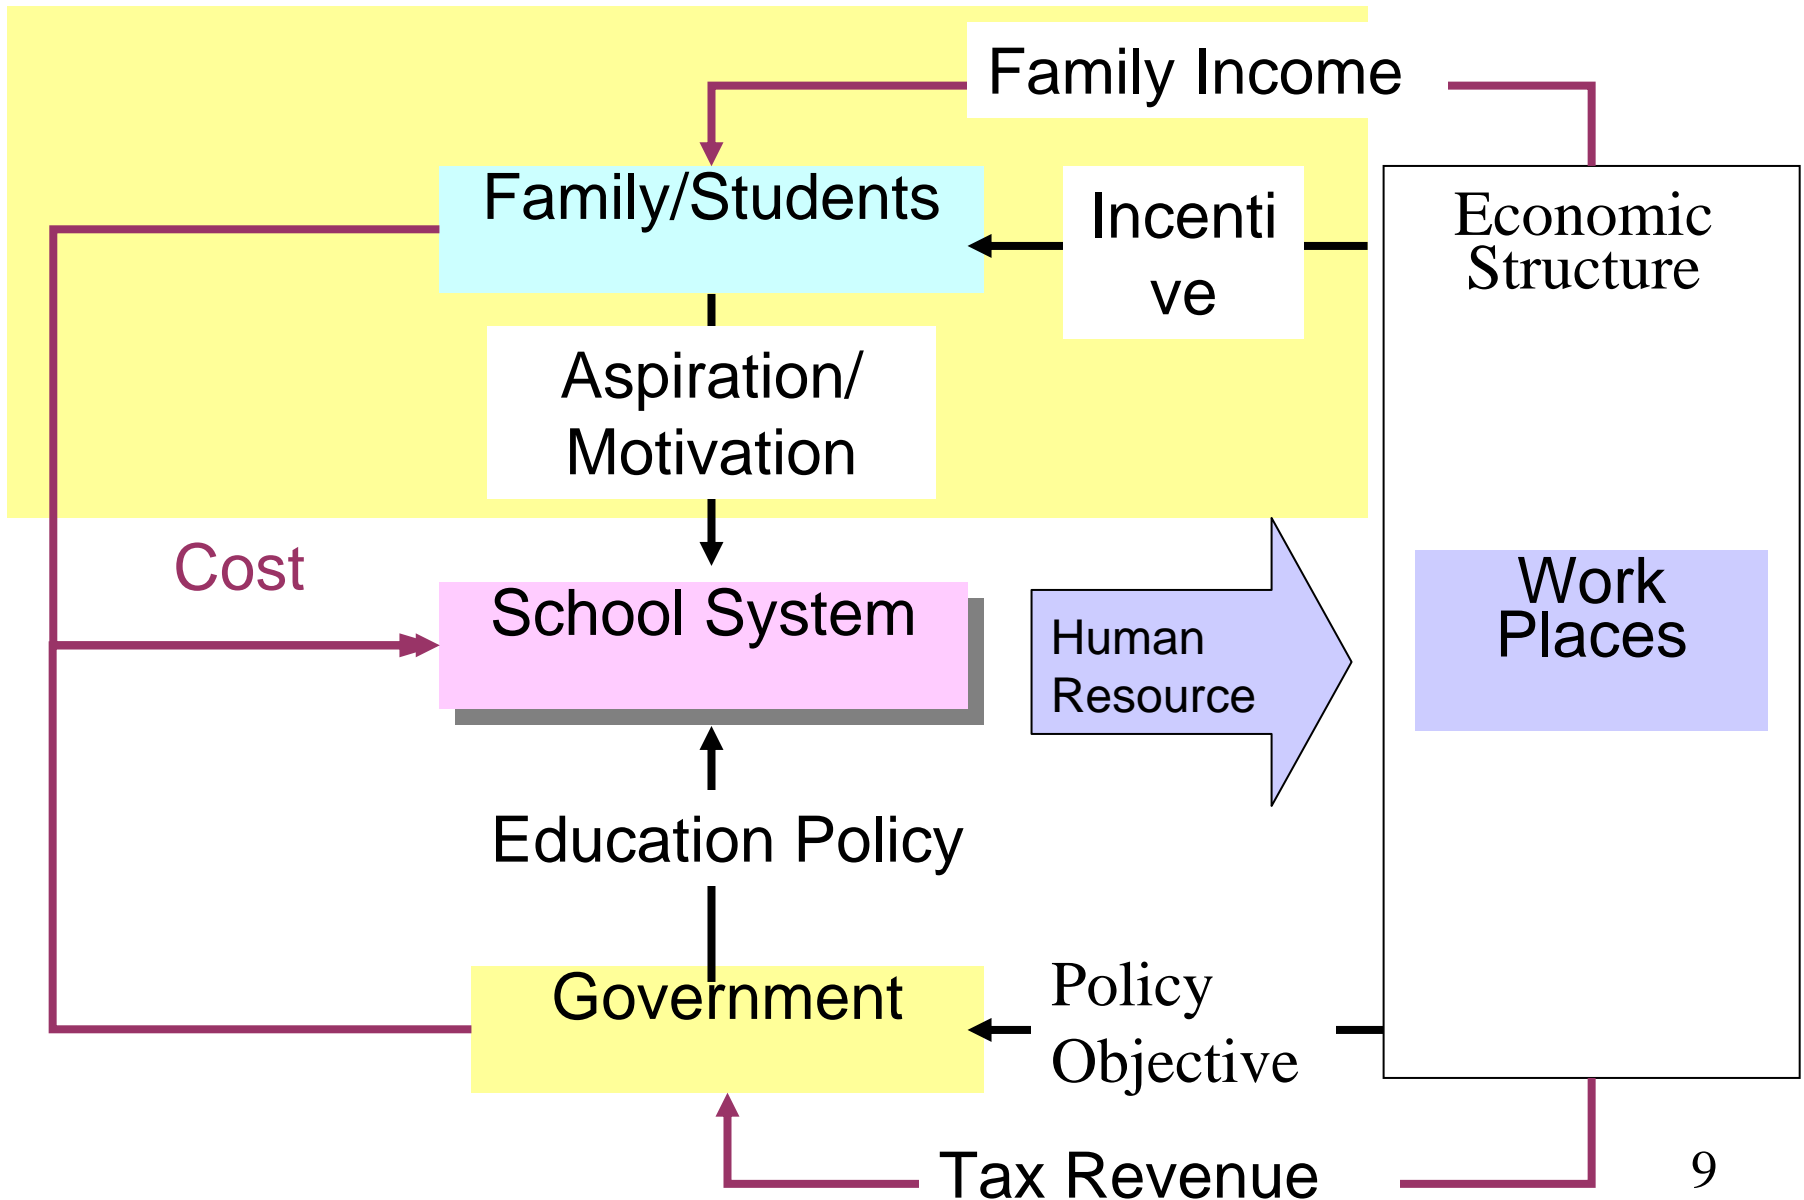 Family Income
Family/Students
Incenti
ve
Economic
Structure
Aspiration/
Motivation
Cost
School System
Human
Resource
Work
Places
Education Policy
Government
Policy
Objective
Tax Revenue
9